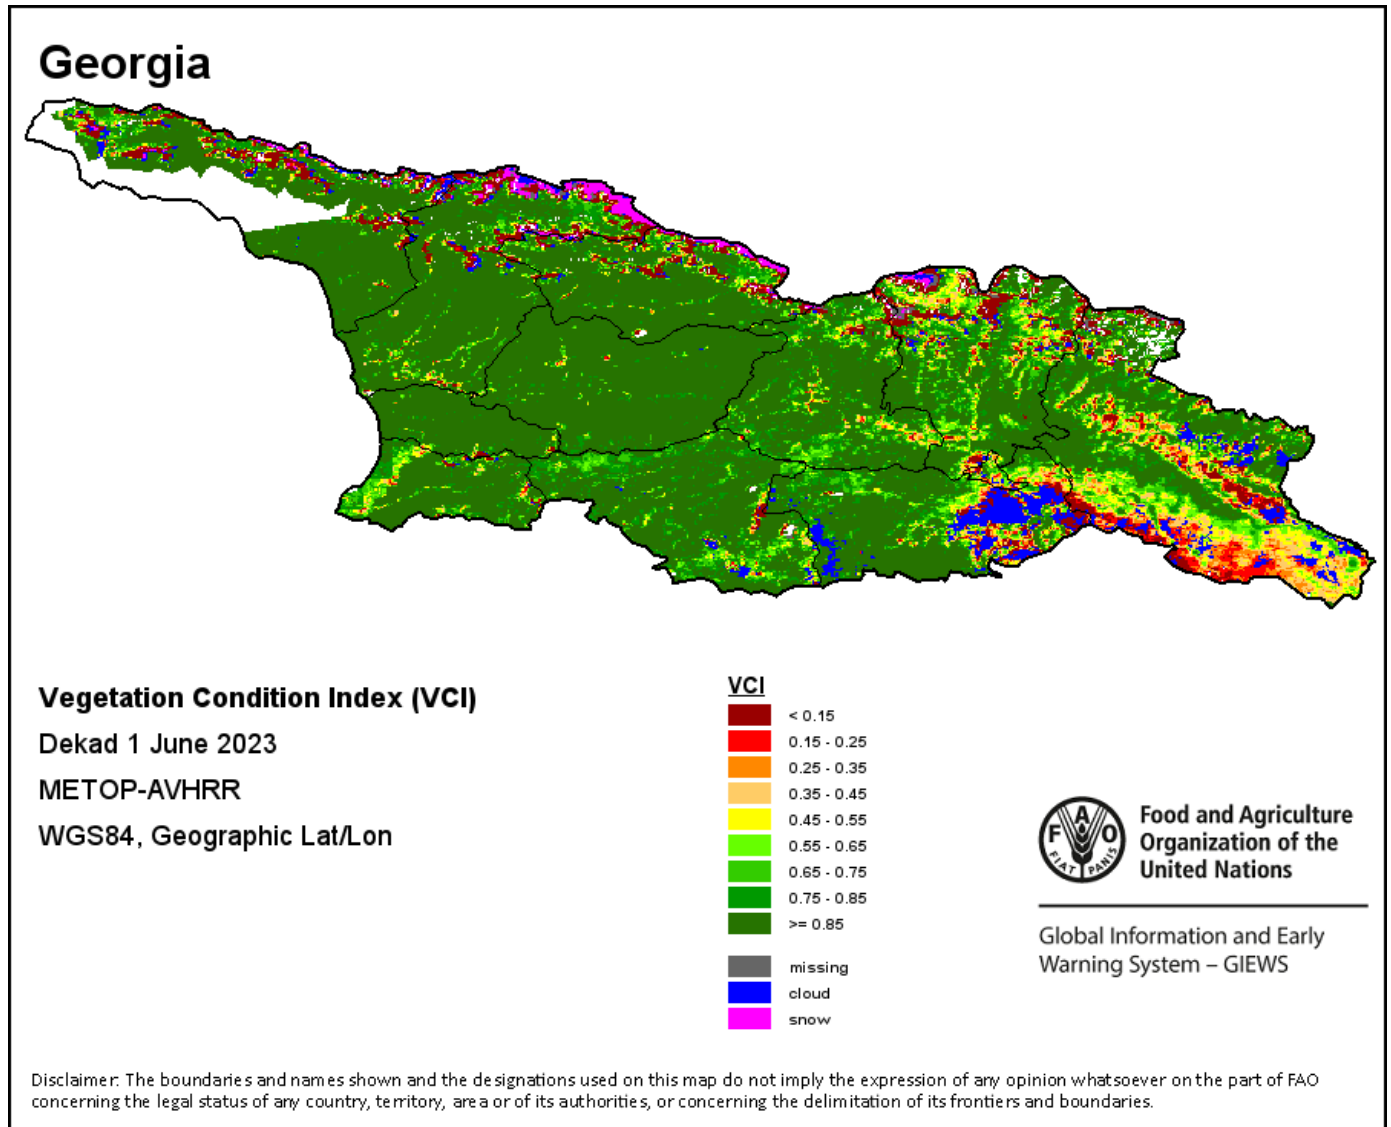 Georgia
Vegetation Condition Index (VCI)
Dekad 1 June 2023
METOP-AVHRR
WGS84, Geographic Lat/Lon
VCI
< 0.15
0.15 - 0.25
0.25 - 0.35
0.35 - 0.45
0.45 - 0.55
0.55 - 0.65
0.65 - 0.75
0.75 - 0.85
>= 0.85
missing
cloud
snow
F A O
FIAT PANIS
Food and Agriculture
Organization of the
United Nations
Global Information and Early
Warning System – GIEWS
Disclaimer: The boundaries and names shown and the designations used on this map do not imply the expression of any opinion whatsoever on the part of FAO
concerning the legal status of any country, territory, area or of its authorities, or concerning the delimitation of its frontiers and boundaries.